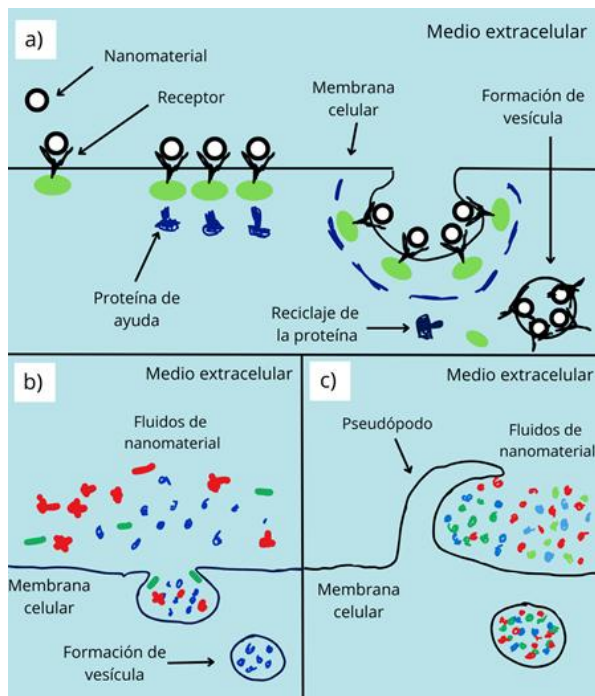 a)
Medio extracelular
Nanomaterial
Receptor
Membrana
celular
Formación de
vesícula
Proteína de
ayuda
Reciclaje de
la proteína
b)
Medio extracelular
Fluidos de
nanomaterial
Membrana
celular
Formación de
vesícula
c)
Medio extracelular
Pseudópodo
Fluidos de
nanomaterial
Membrana
celular